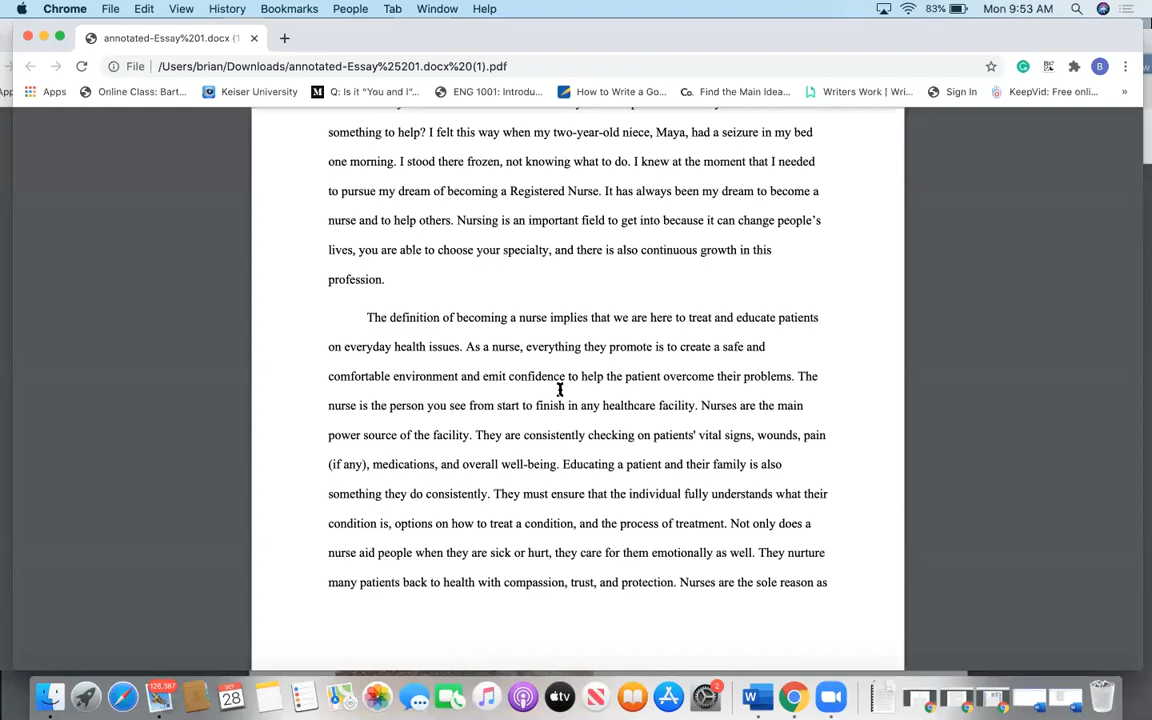 Chrome File Edit View History Bookmarks People Tab Window Help 83% Mon 9:53 AM
annotated-Essay%201.docx (1
File /Users/brian/Downloads/annotated-Essay%25201.docx%20(1).pdf B
Apps Online Class: Bart... Keiser University Q: Is it "You and I"... ENG 1001: Introdu... How to Write a Go... Co. Find the Main Idea... Writers Work | Wri... Sign In KeepVid: Free onli... »
something to help? I felt this way when my two-year-old niece, Maya, had a seizure in my bed
one morning. I stood there frozen, not knowing what to do. I knew at the moment that I needed
to pursue my dream of becoming a Registered Nurse. It has always been my dream to become a
nurse and to help others. Nursing is an important field to get into because it can change people's
lives, you are able to choose your specialty, and there is also continuous growth in this
profession.
The definition of becoming a nurse implies that we are here to treat and educate patients
on everyday health issues. As a nurse, everything they promote is to create a safe and
comfortable environment and emit confidence to help the patient overcome their problems. The
nurse is the person you see from start to finish in any healthcare facility. Nurses are the main
power source of the facility. They are consistently checking on patients' vital signs, wounds, pain
(if any), medications, and overall well-being. Educating a patient and their family is also
something they do consistently. They must ensure that the individual fully understands what their
condition is, options on how to treat a condition, and the process of treatment. Not only does a
nurse aid people when they are sick or hurt, they care for them emotionally as well. They nurture
many patients back to health with compassion, trust, and protection. Nurses are the sole reason as
128,387 28 tv 2